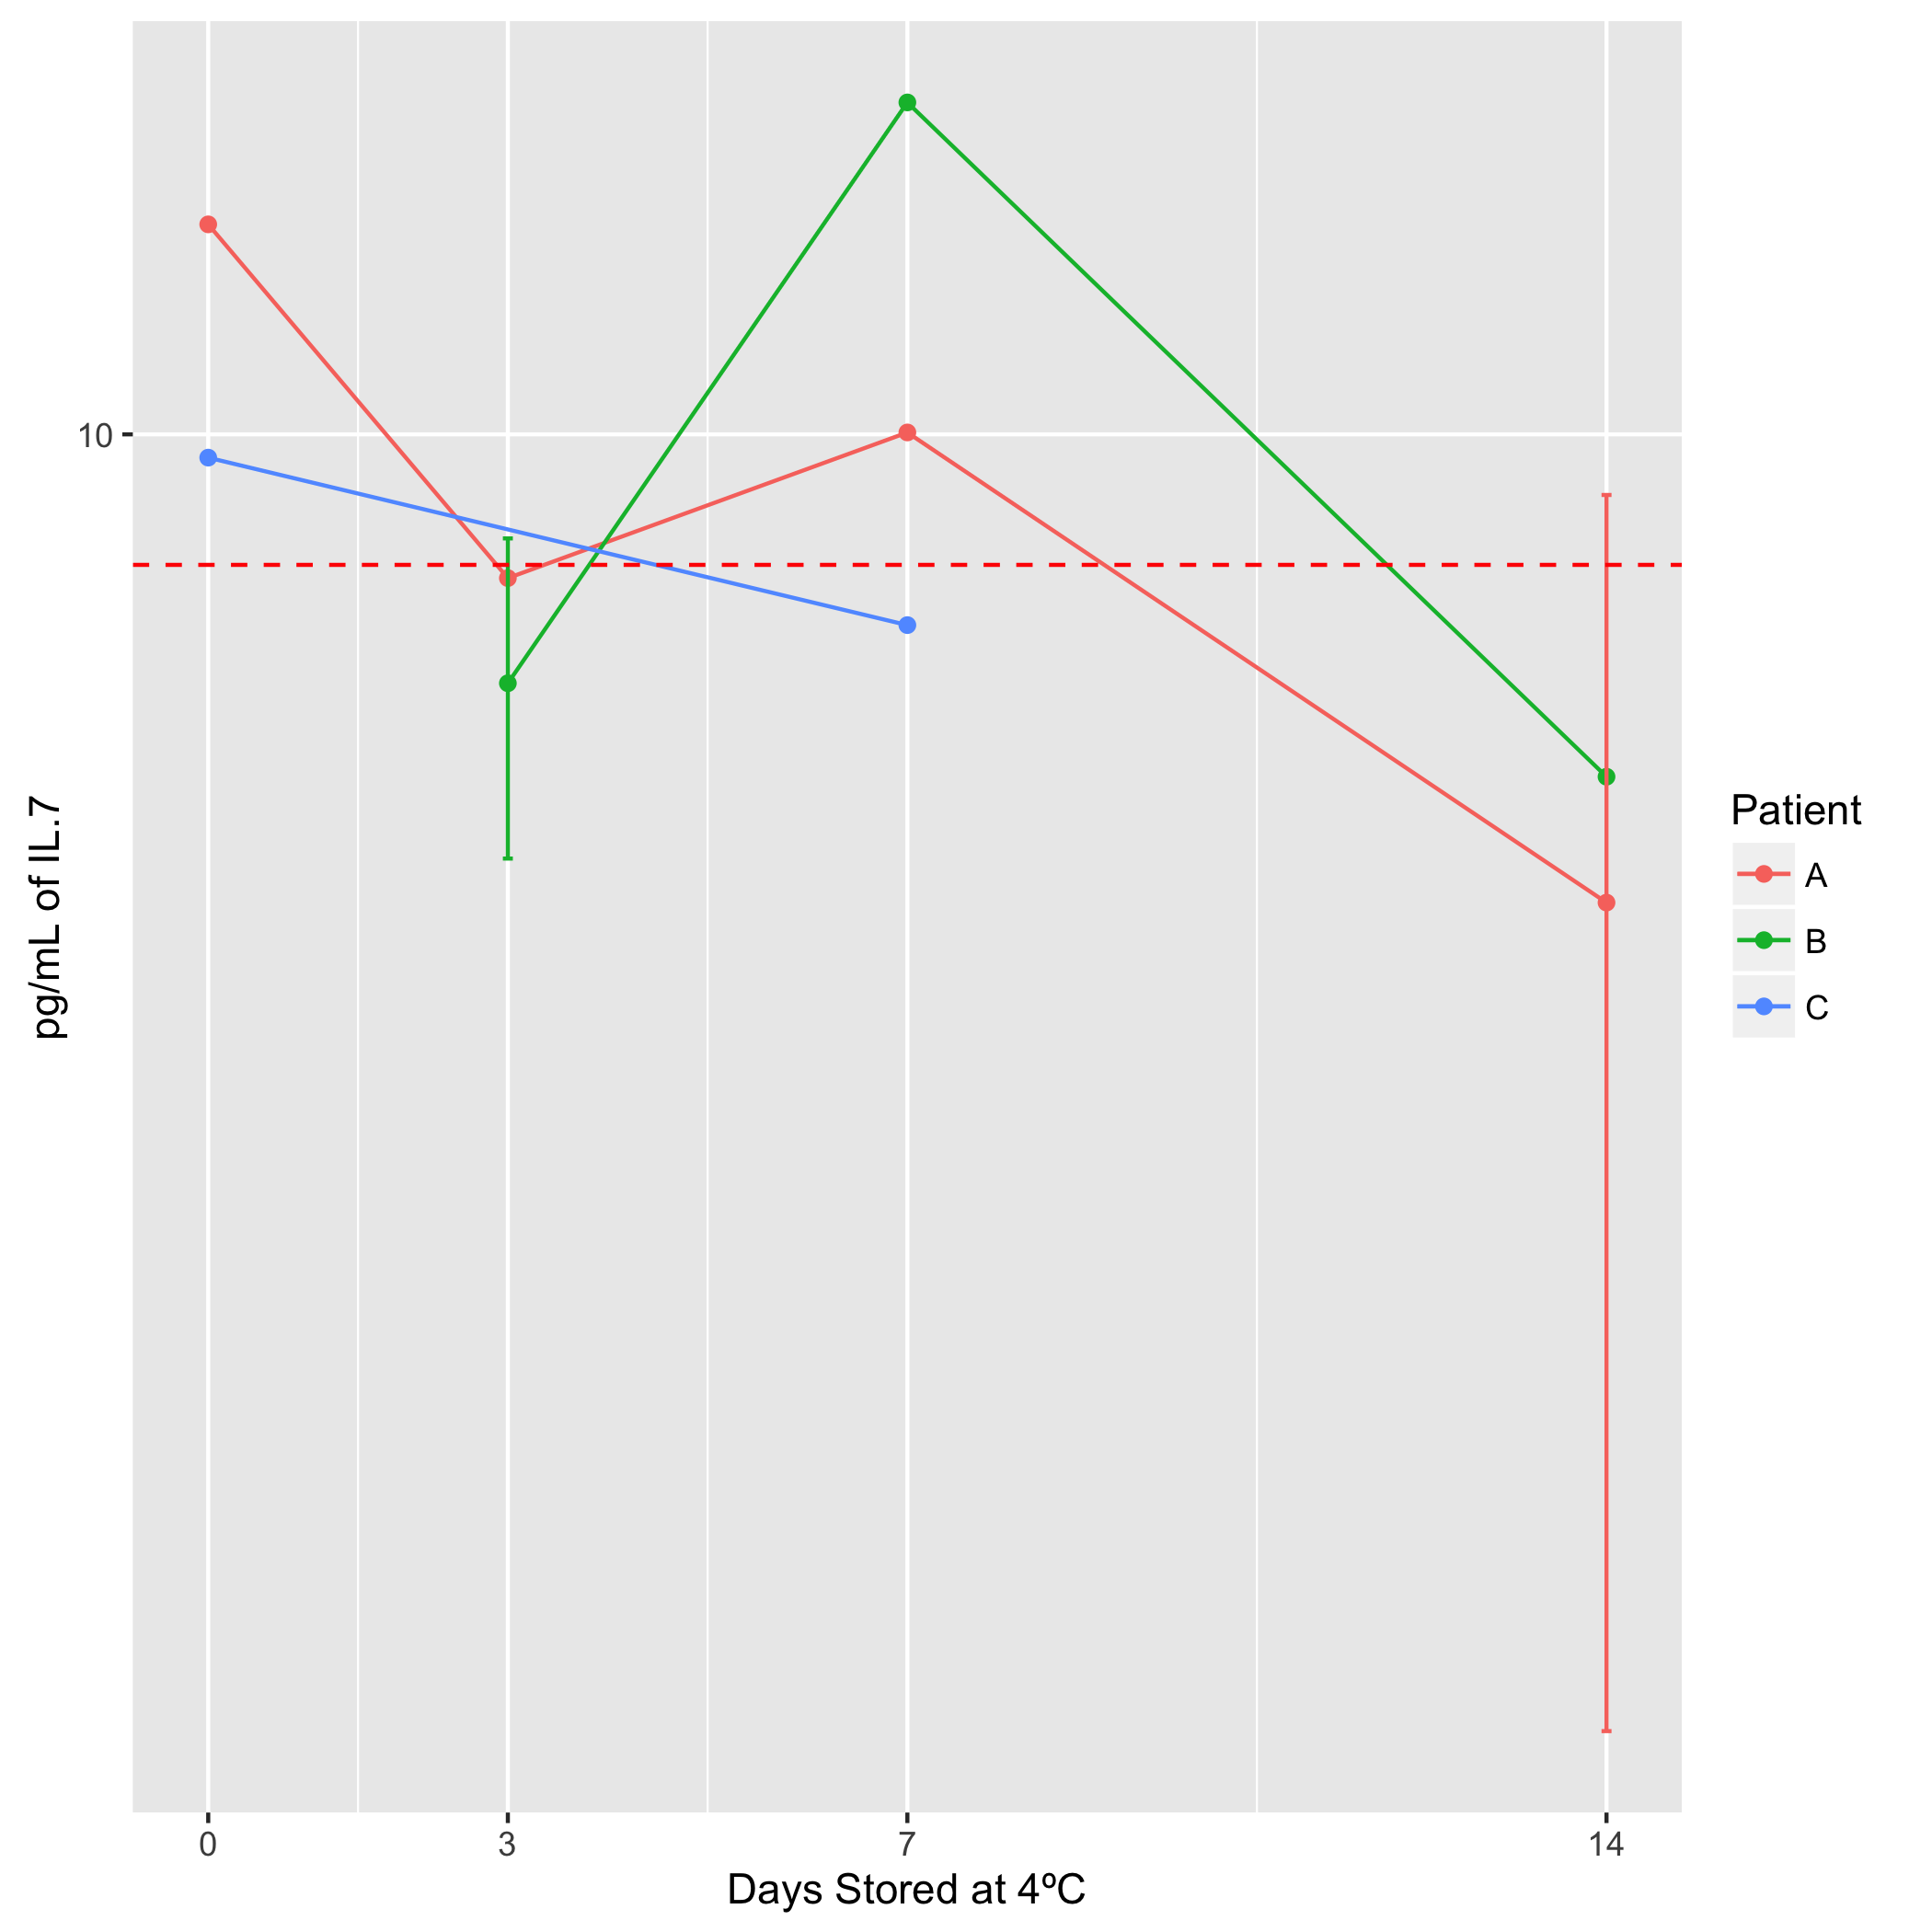 10
pg/mL of IL.7
0 3 7 14
Days Stored at 4ºC
Patient
A
B
C